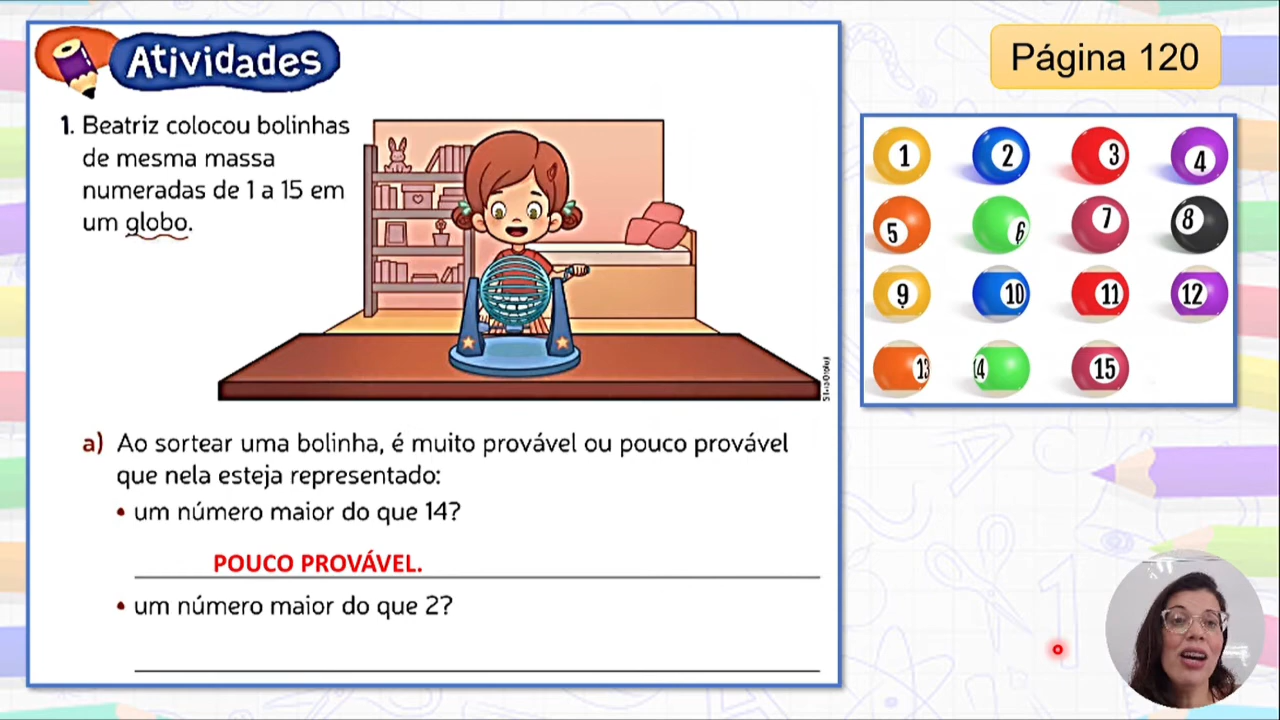 Atividades
Página 120
1. Beatriz colocou bolinhas
de mesma massa
numeradas de 1 a 15 em
um globo.
1 2 3 4
5 6 7 8
9 10 11 12
13 14 15
a) Ao sortear uma bolinha, é muito provável ou pouco provável
que nela esteja representado:
• um número maior do que 14?
POUCO PROVÁVEL.
• um número maior do que 2?